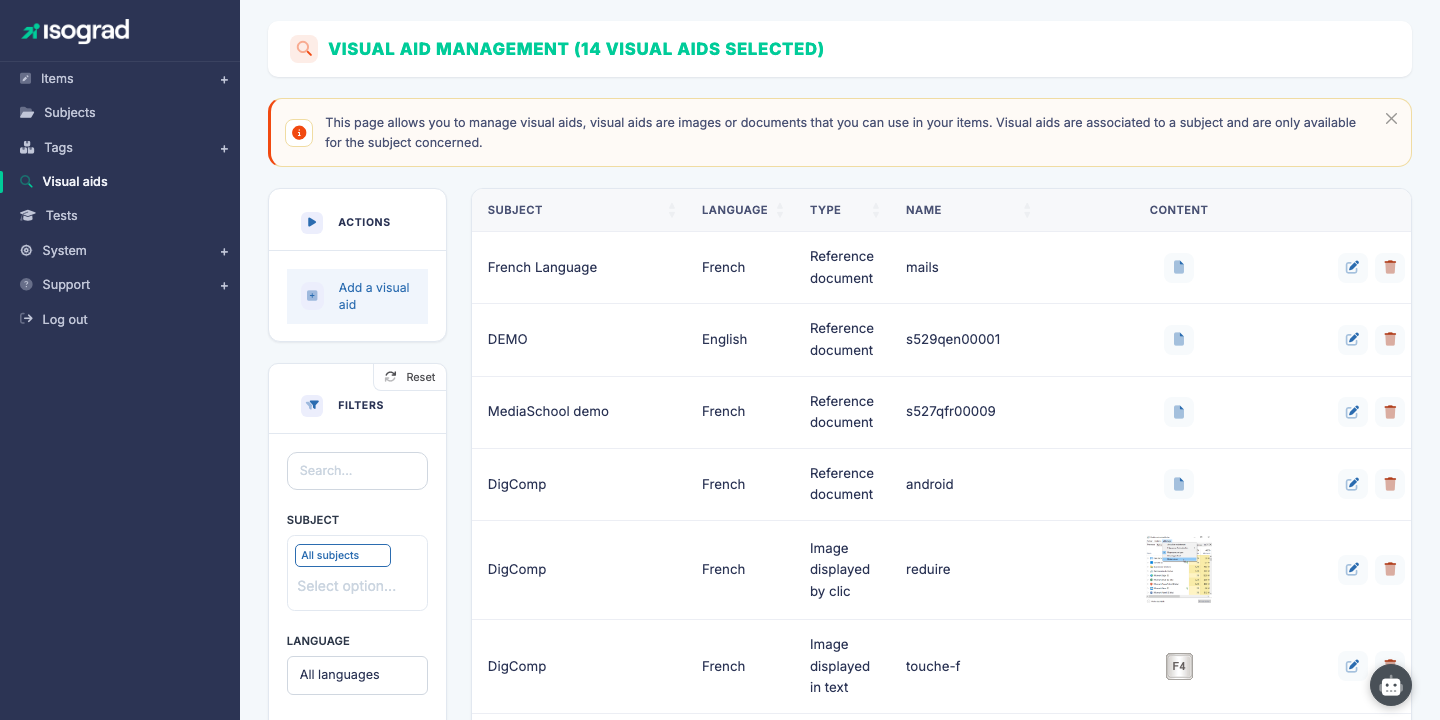 isograd
Items
Subjects
Tags
Visual aids
Tests
System
Support
Log out
VISUAL AID MANAGEMENT (14 VISUAL AIDS SELECTED)
This page allows you to manage visual aids, visual aids are images or documents that you can use in your items. Visual aids are associated to a subject and are only available
for the subject concerned.
ACTIONS
Add a visual
aid
Reset
FILTERS
Search...
SUBJECT
All subjects
Select option...
LANGUAGE
All languages
SUBJECT LANGUAGE TYPE NAME CONTENT
French Language French Reference document mails
DEMO English Reference document s529qen00001
MediaSchool demo French Reference document s527qfr00009
DigComp French Reference document android
DigComp French Image displayed by clic reduire
DigComp French Image displayed in text touche-f F4